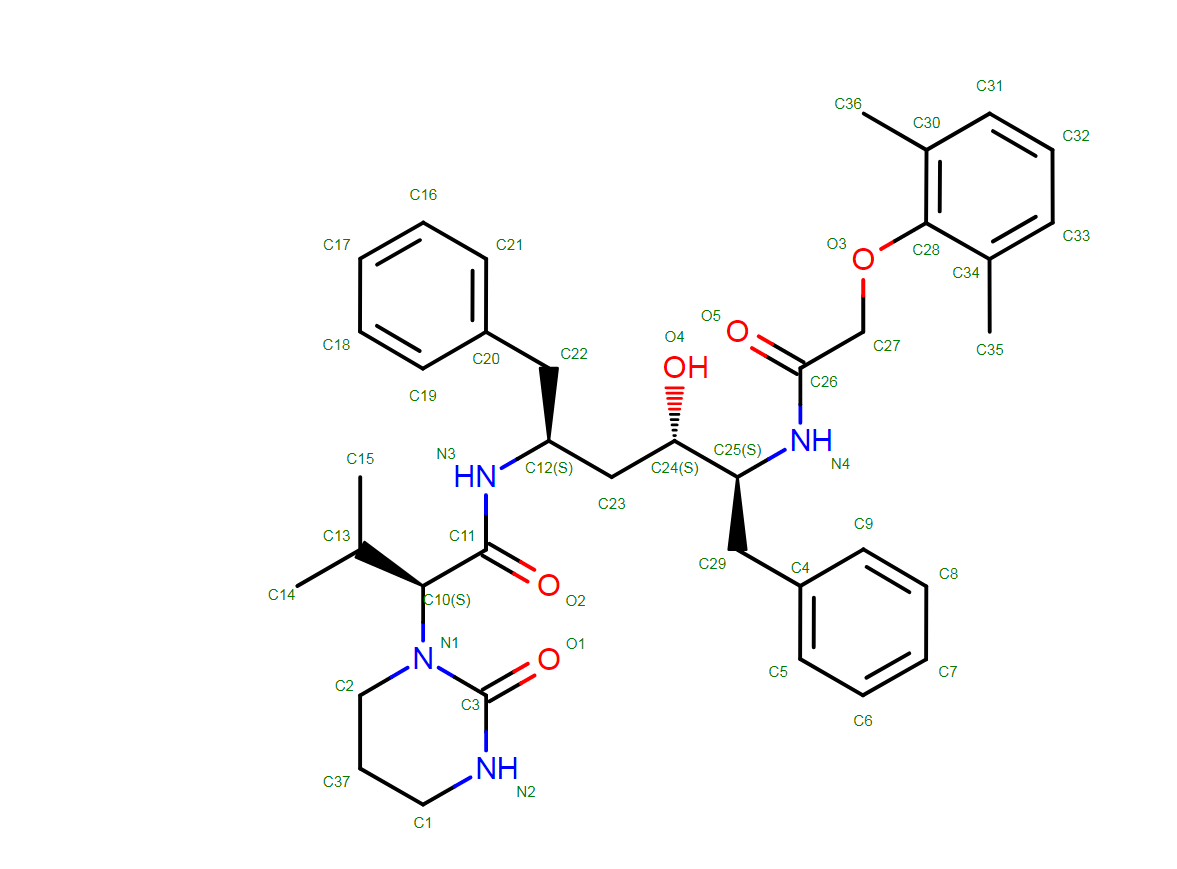 C31
C36
C30
C32
C16
C33
C17
C21
O3
C28
O
C34
O5
O
O4
C18
C20
C22
OH
C27
C35
C26
C19
N3
C25(S)
NH
C15
HN
C12(S)
C24(S)
N4
C23
C9
C13
C11
C29
C4
C8
C14
C10(S)
O
O2
N1
O1
N
O
C5
C7
C2
C3
C6
C37
NH
N2
C1